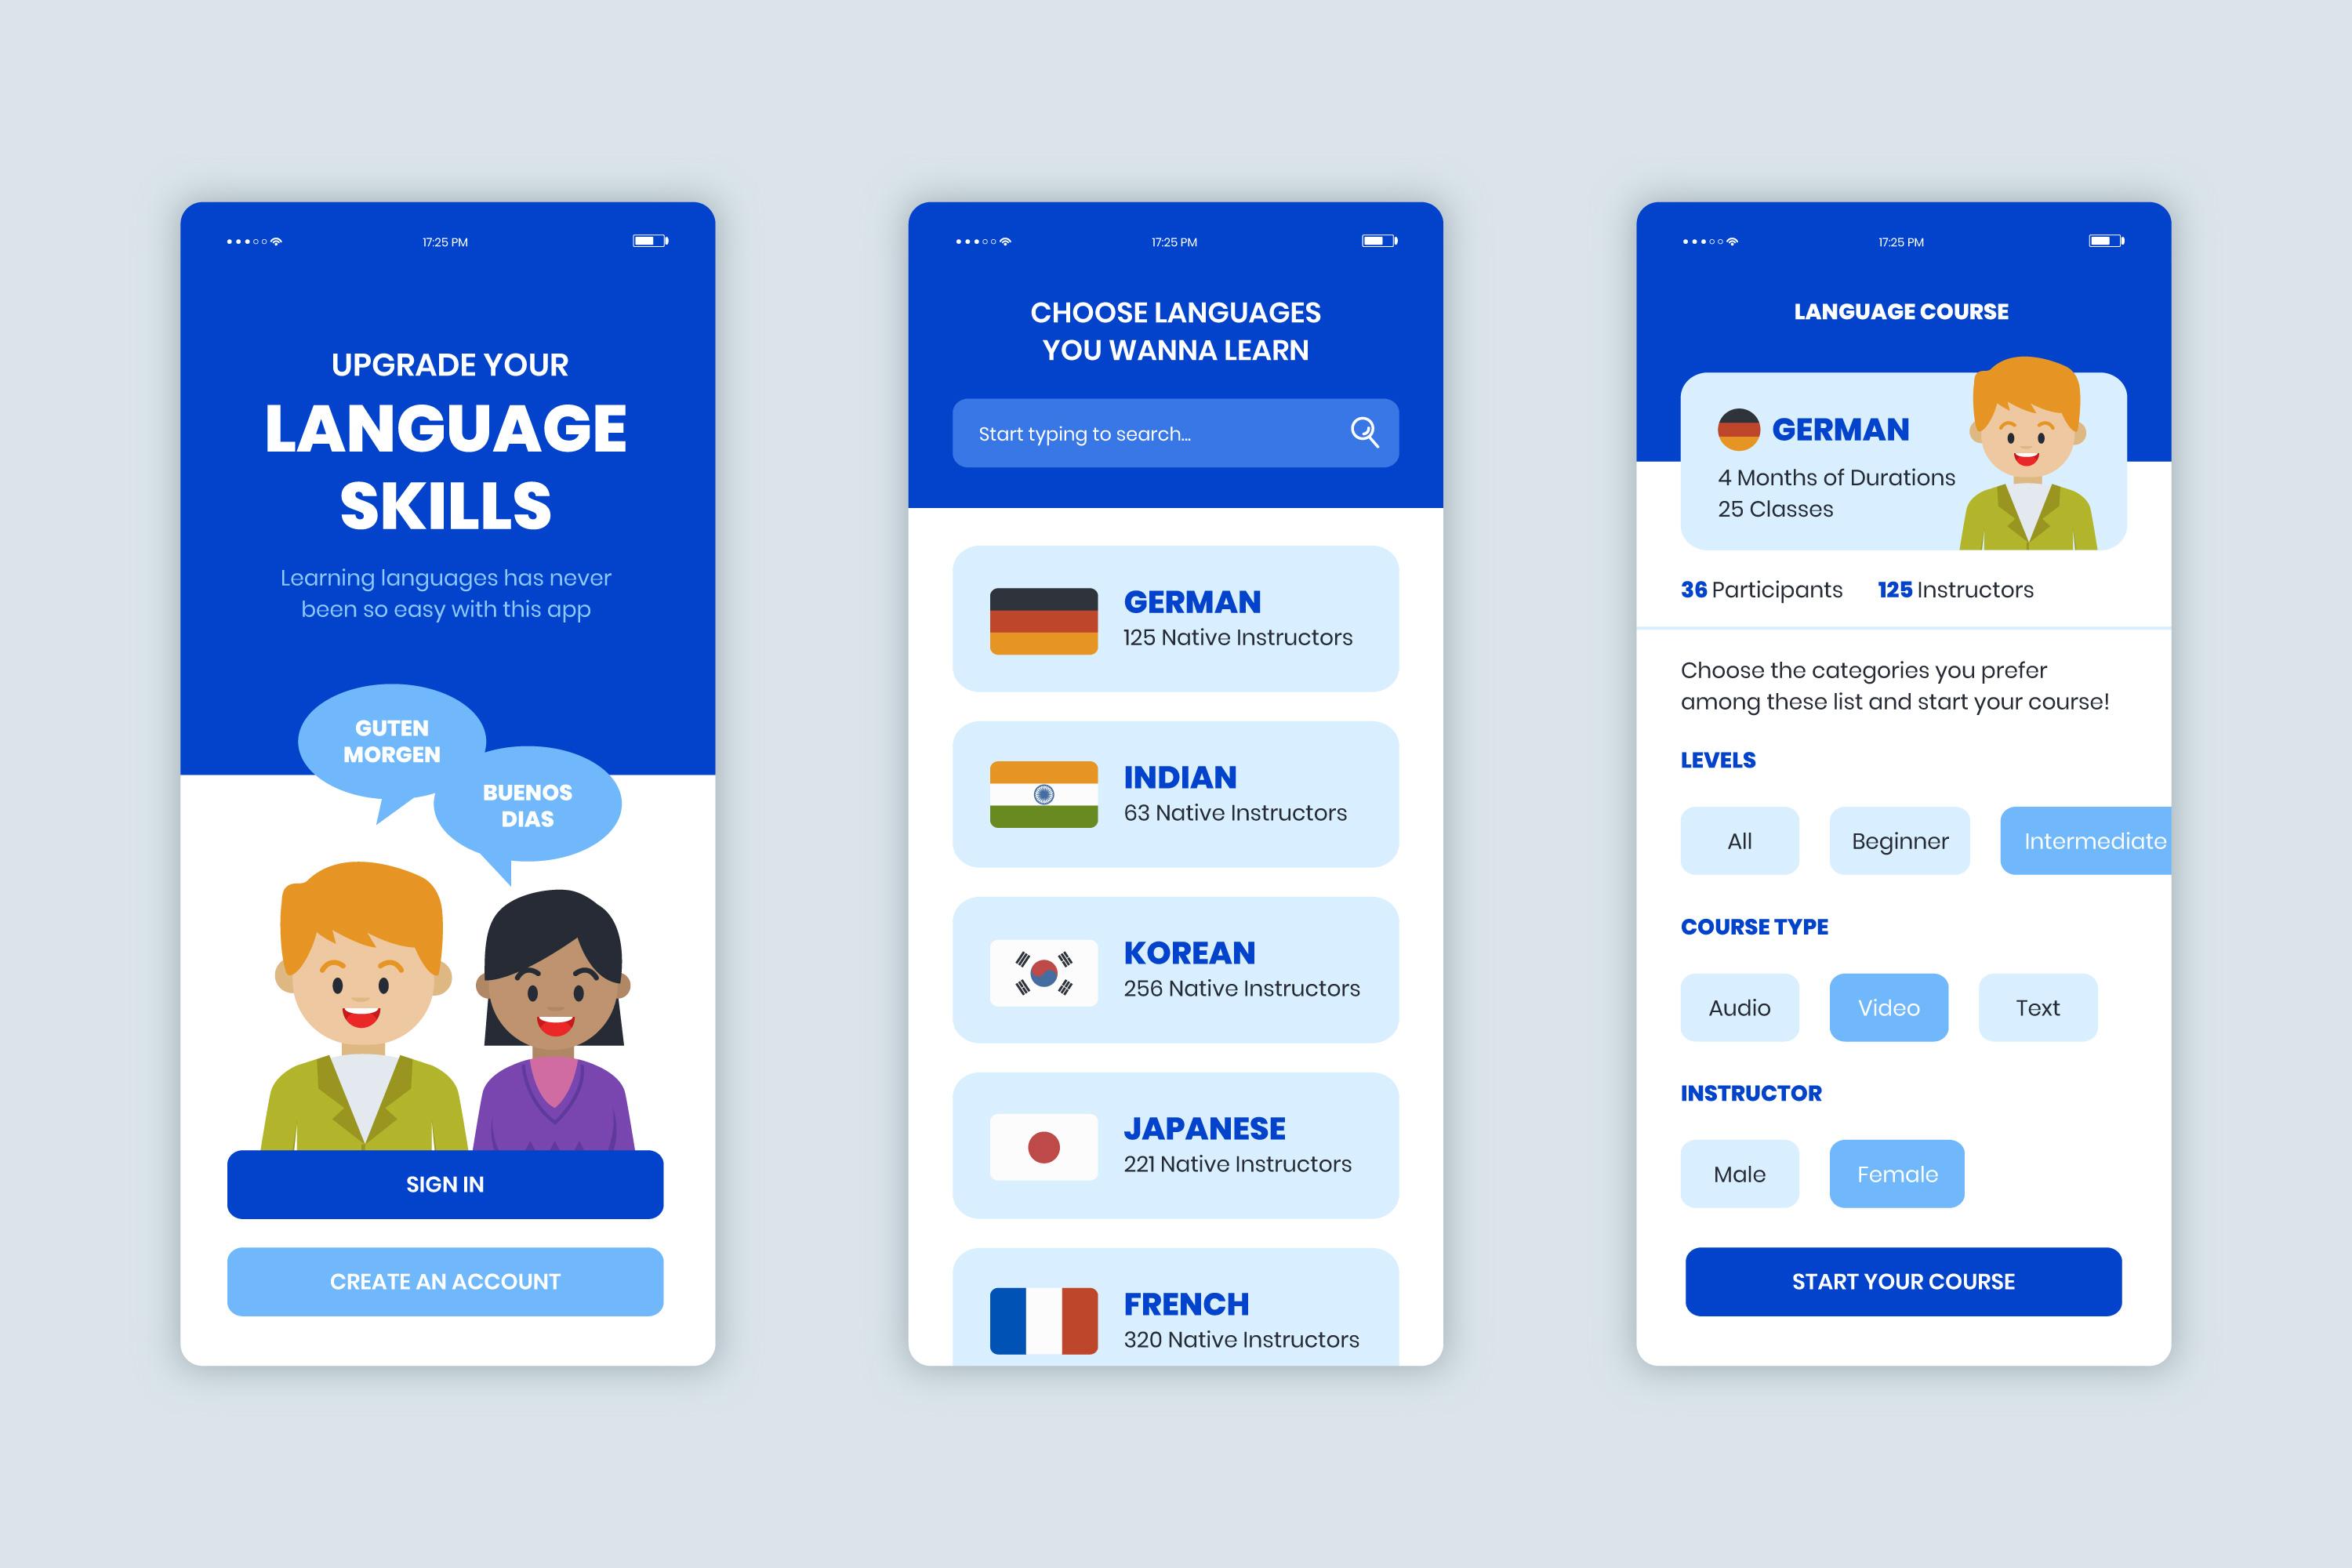 17:25 PM
UPGRADE YOUR
LANGUAGE
SKILLS
Learning languages has never
been so easy with this app
GUTEN
MORGEN
BUENOS
DIAS
SIGN IN
CREATE AN ACCOUNT
17:25 PM
CHOOSE LANGUAGES
YOU WANNA LEARN
Start typing to search...
GERMAN
125 Native Instructors
INDIAN
63 Native Instructors
KOREAN
256 Native Instructors
JAPANESE
221 Native Instructors
FRENCH
320 Native Instructors
17:25 PM
LANGUAGE COURSE
GERMAN
4 Months of Durations
25 Classes
36 Participants 125 Instructors
Choose the categories you prefer
among these list and start your course!
LEVELS
All Beginner Intermediate
COURSE TYPE
Audio Video Text
INSTRUCTOR
Male Female
START YOUR COURSE